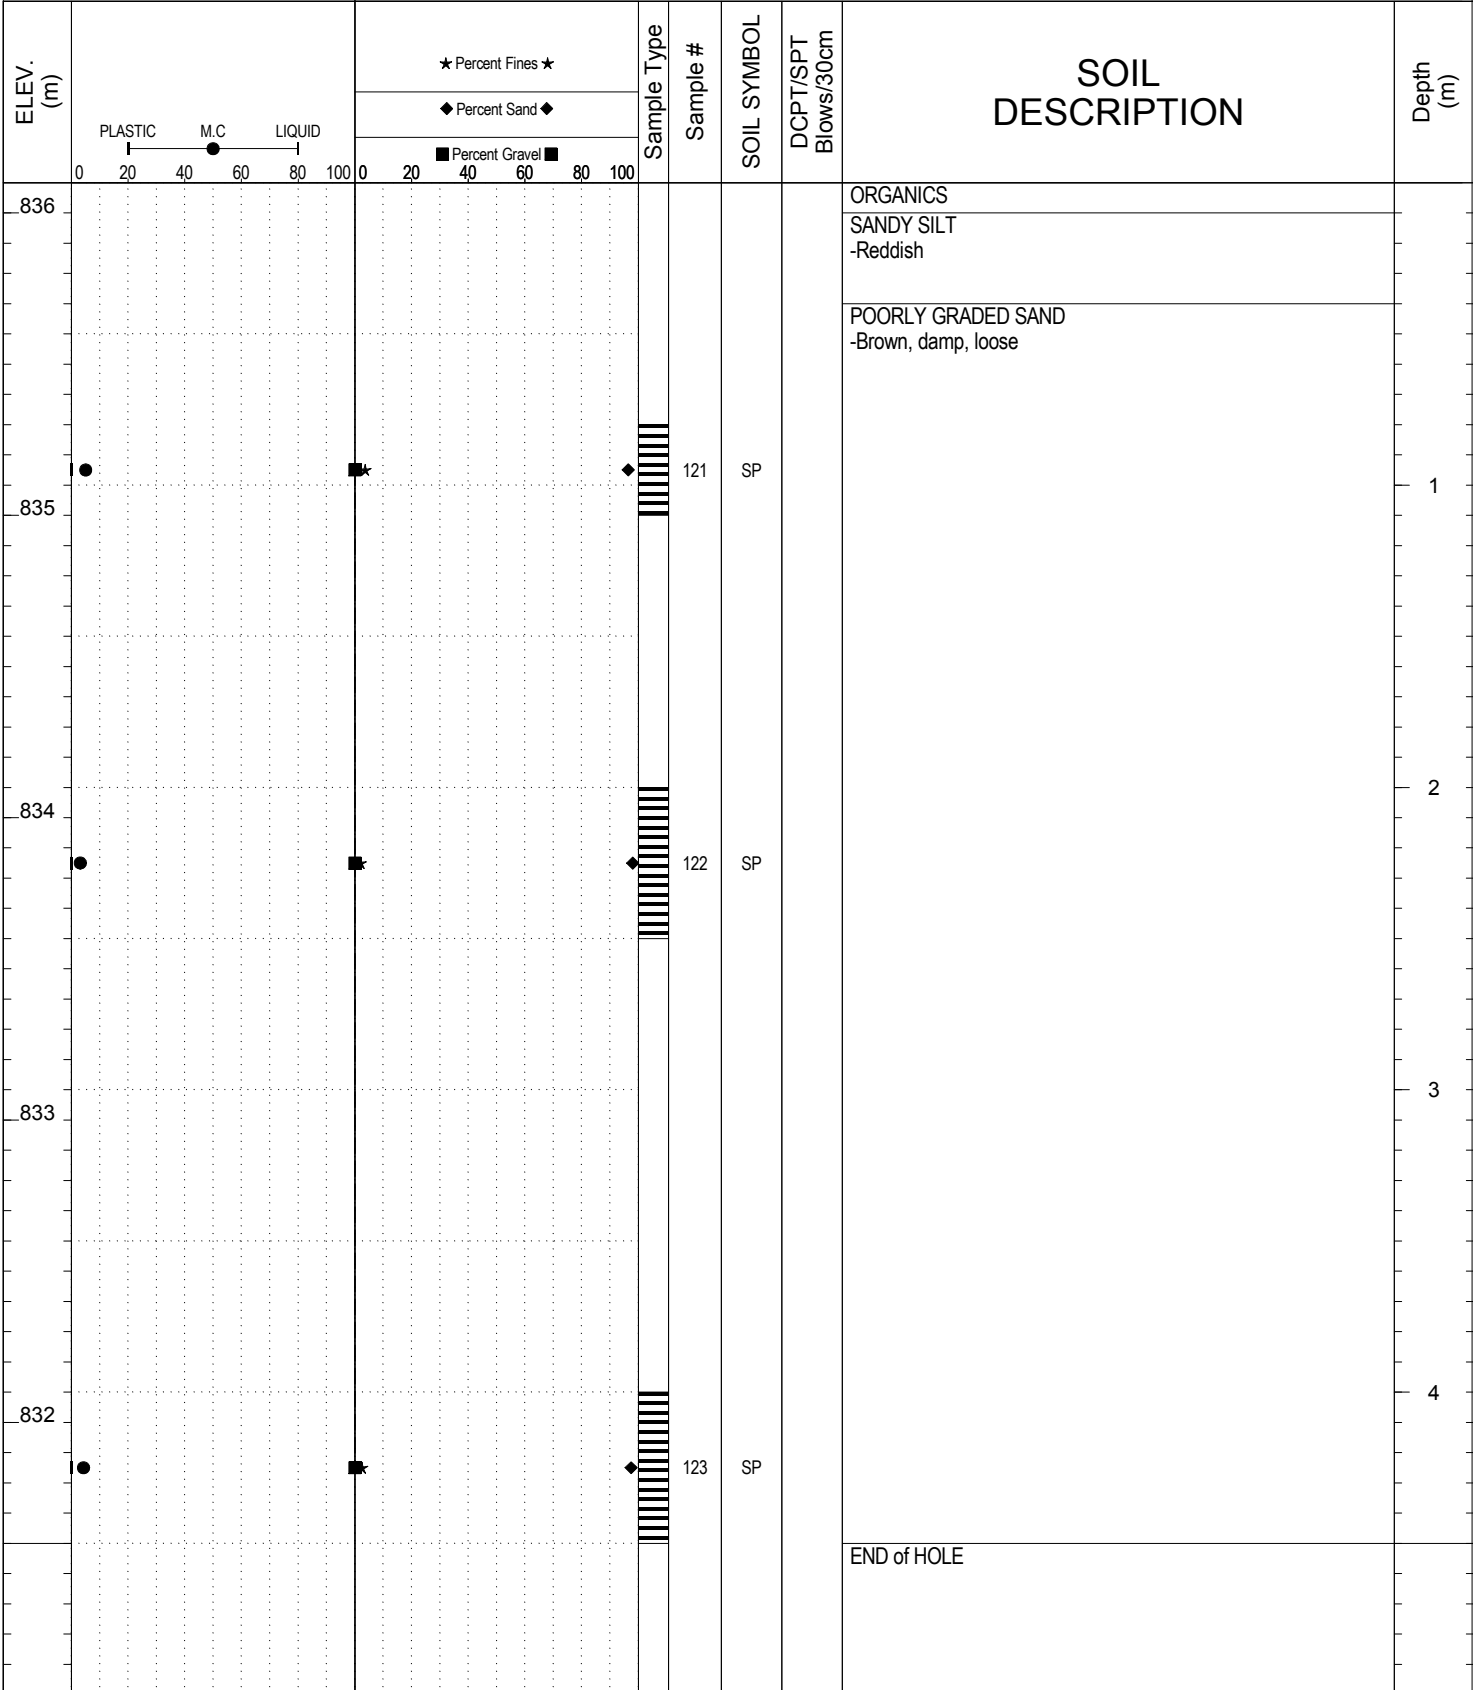 ELEV.
(m)
PLASTIC M.C LIQUID
0 20 40 60 80 100
★ Percent Fines ★
◆ Percent Sand ◆
■ Percent Gravel ■
0 20 40 60 80 100
Sample Type
Sample #
SOIL SYMBOL
DCPT/SPT
Blows/30cm
SOIL
DESCRIPTION
Depth
(m)
ORGANICS
836
SANDY SILT
-Reddish
POORLY GRADED SAND
-Brown, damp, loose
121 SP
1
835
2
834
122 SP
3
833
4
832
123 SP
END of HOLE